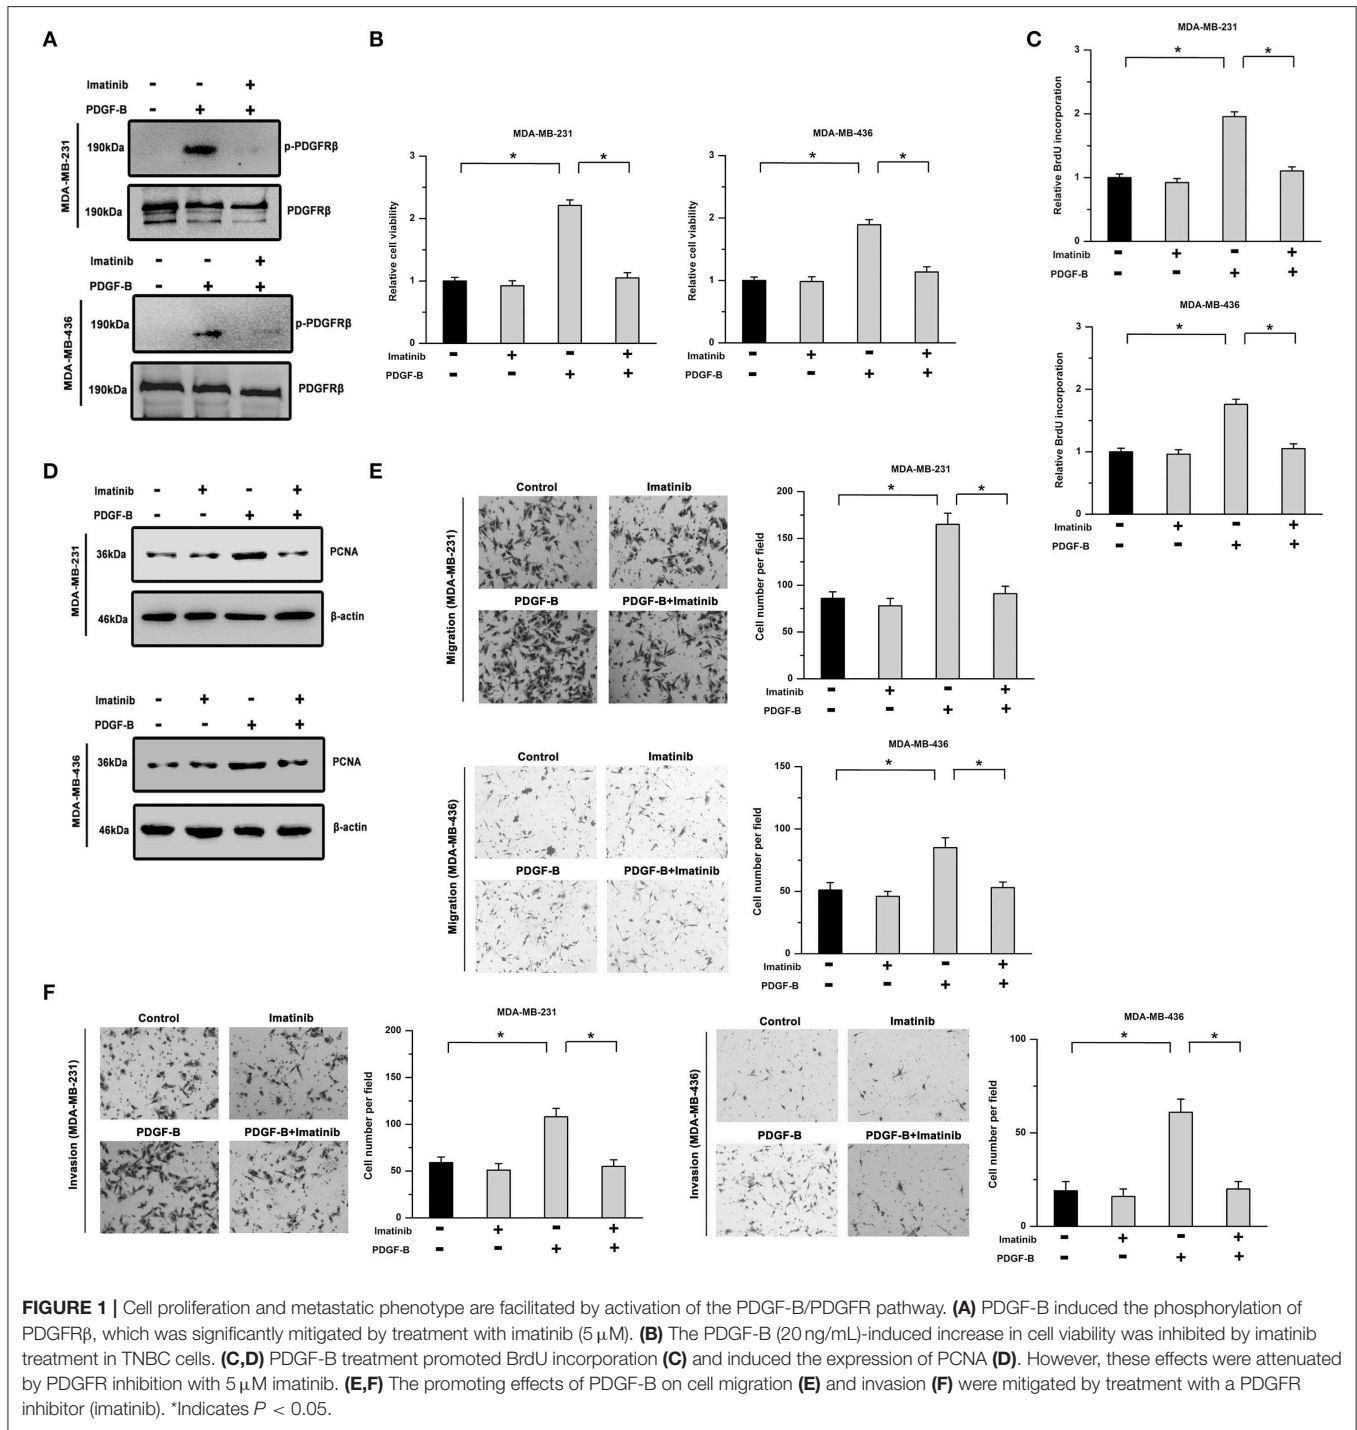 A
Imatinib - - +
PDGF-B - + +
MDA-MB-231
190kDa p-PDGFRβ
190kDa PDGFRβ
Imatinib - - +
PDGF-B - + +
MDA-MB-436
190kDa p-PDGFRβ
190kDa PDGFRβ
B
MDA-MB-231
Relative cell viability
3
2
1
0
* *
Imatinib - + - +
PDGF-B - - + +
MDA-MB-436
Relative cell viability
3
2
1
0
* *
Imatinib - + - +
PDGF-B - - + +
C
MDA-MB-231
Relative BrdU incorporation
3
2
1
0
* *
Imatinib - + - +
PDGF-B - - + +
MDA-MB-436
Relative BrdU incorporation
3
2
1
0
* *
Imatinib - + - +
PDGF-B - - + +
D
Imatinib - + - +
PDGF-B - - + +
MDA-MB-231
36kDa PCNA
46kDa β-actin
Imatinib - + - +
PDGF-B - - + +
MDA-MB-436
36kDa PCNA
46kDa β-actin
E
Migration (MDA-MB-231)
Control Imatinib
PDGF-B PDGF-B+Imatinib
MDA-MB-231
Cell number per field
200
150
100
50
0
* *
Imatinib - + - +
PDGF-B - - + +
Migration (MDA-MB-436)
Control Imatinib
PDGF-B PDGF-B+Imatinib
MDA-MB-436
Cell number per field
150
100
50
0
* *
Imatinib - + - +
PDGF-B - - + +
F
Invasion (MDA-MB-231)
Control Imatinib
PDGF-B PDGF-B+Imatinib
MDA-MB-231
Cell number per field
200
150
100
50
0
* *
Imatinib - + - +
PDGF-B - - + +
Invasion (MDA-MB-436)
Control Imatinib
PDGF-B PDGF-B+Imatinib
MDA-MB-436
Cell number per field
100
50
0
* *
Imatinib - + - +
PDGF-B - - + +
FIGURE 1 | Cell proliferation and metastatic phenotype are facilitated by activation of the PDGF-B/PDGFR pathway. (A) PDGF-B induced the phosphorylation of
PDGFRβ, which was significantly mitigated by treatment with imatinib (5 μM). (B) The PDGF-B (20 ng/mL)-induced increase in cell viability was inhibited by imatinib
treatment in TNBC cells. (C,D) PDGF-B treatment promoted BrdU incorporation (C) and induced the expression of PCNA (D). However, these effects were attenuated
by PDGFR inhibition with 5 μM imatinib. (E,F) The promoting effects of PDGF-B on cell migration (E) and invasion (F) were mitigated by treatment with a PDGFR
inhibitor (imatinib). *Indicates P < 0.05.